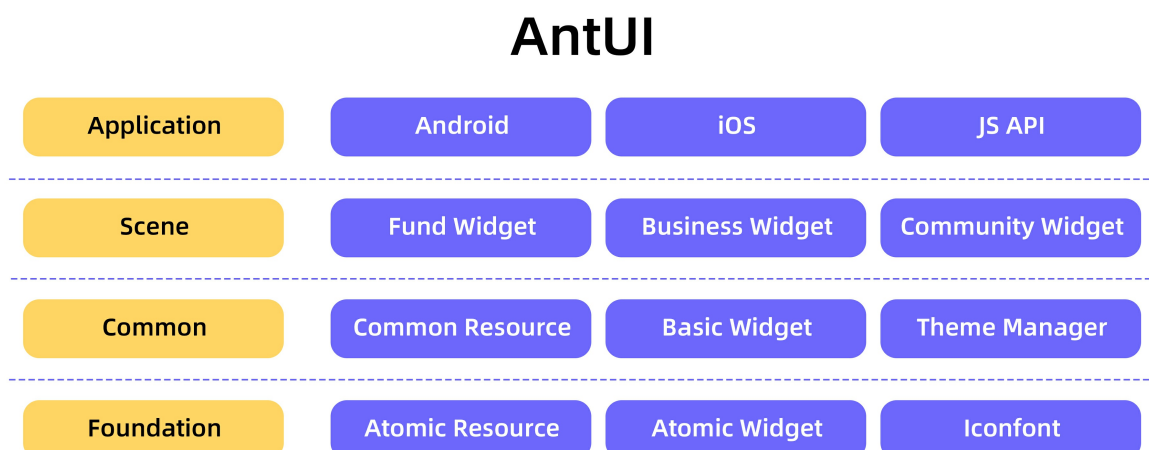 AntUI
Application Android iOS JS API
Scene Fund Widget Business Widget Community Widget
Common Common Resource Basic Widget Theme Manager
Foundation Atomic Resource Atomic Widget Iconfont